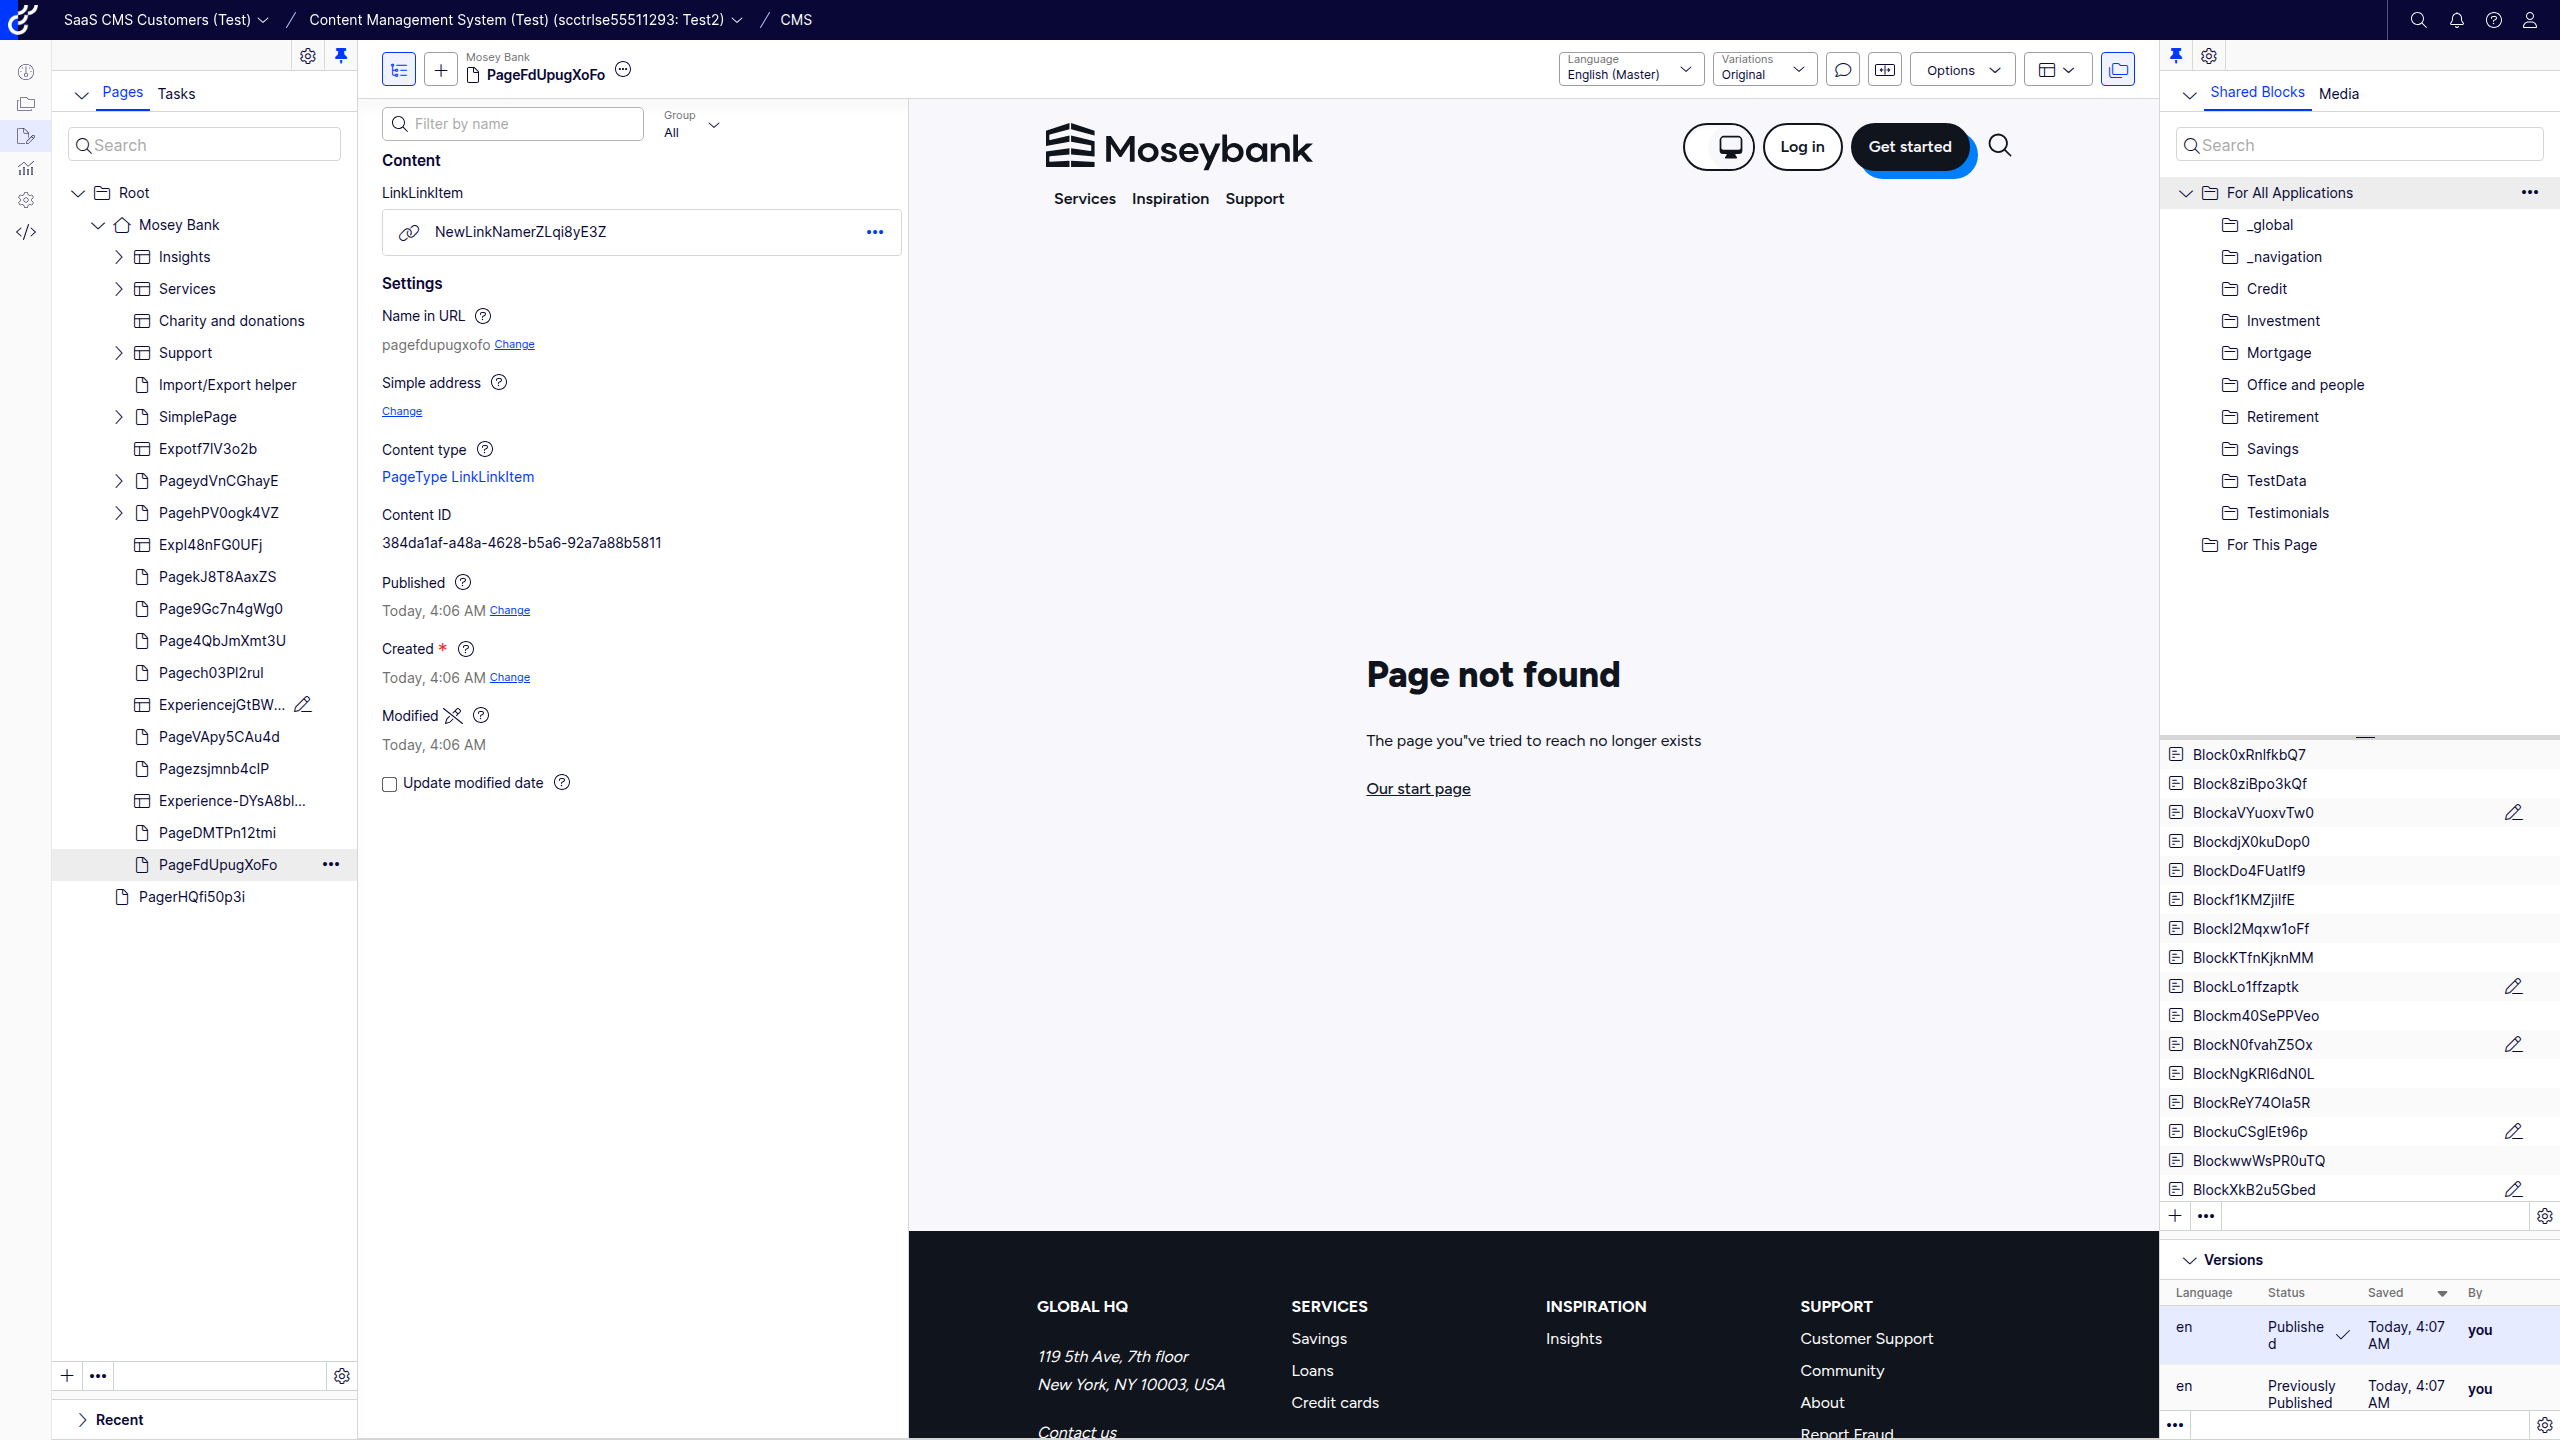 SaaS CMS Customers (Test) / Content Management System (Test) (scctrlse55511293: Test2) / CMS
Pages
Tasks
Search
Root
Mosey Bank
Insights
Services
Charity and donations
Support
Import/Export helper
SimplePage
Expotf7lV3o2b
PageydVnCGhayE
PagehPV0ogk4VZ
ExpI48nFG0UFj
PagekJ8T8AaxZS
Page9Gc7n4gWg0
Page4QbJmXmt3U
Pagech03Pl2ruI
ExperiencejGtBW...
PageVApy5CAu4d
Pagezsjmnb4cIP
Experience-DYsA8bl...
PageDMTPn12tmi
PageFdUpugXoFo
PagerHQfi50p3i
Recent
Mosey Bank
PageFdUpugXoFo
Language
English (Master)
Variations
Original
Options
Filter by name
Group
All
Content
LinkLinkItem
NewLinkNamerZLqi8yE3Z
Settings
Name in URL
pagefdupugxofo Change
Simple address
Change
Content type
PageType LinkLinkItem
Content ID
384da1af-a48a-4628-b5a6-92a7a88b5811
Published
Today, 4:06 AM Change
Created *
Today, 4:06 AM Change
Modified
Today, 4:06 AM
Update modified date
Moseybank
Log in
Get started
Services Inspiration Support
Page not found
The page you"ve tried to reach no longer exists
Our start page
GLOBAL HQ
119 5th Ave, 7th floor
New York, NY 10003, USA
Contact us
SERVICES
Savings
Loans
Credit cards
INSPIRATION
Insights
SUPPORT
Customer Support
Community
About
Report Fraud
Shared Blocks
Media
Search
For All Applications
_global
_navigation
Credit
Investment
Mortgage
Office and people
Retirement
Savings
TestData
Testimonials
For This Page
Block0xRnlfkbQ7
Block8ziBpo3kQf
BlockaVYuoxvTw0
BlockdjX0kuDop0
BlockDo4FUatlf9
Blockf1KMZjiIfE
BlockI2Mqxw1oFf
BlockKTfnKjknMM
BlockLo1ffzaptk
Blockm40SePPVeo
BlockN0fvahZ5Ox
BlockNgKRl6dN0L
BlockReY74OIa5R
BlockuCSglEt96p
BlockwwWsPR0uTQ
BlockXkB2u5Gbed
Versions
Language Status Saved By
en Publishe Today, 4:07 you
d AM
en Previously Today, 4:07 you
Published AM